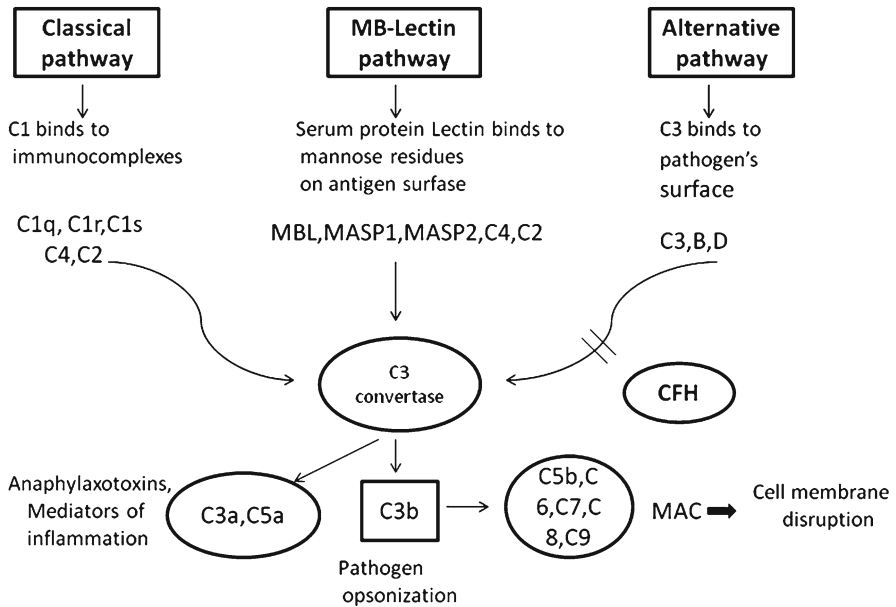 Classical
pathway
MB-Lectin
pathway
Alternative
pathway
C1 binds to
immunocomplexes
Serum protein Lectin binds to
mannose residues
on antigen surfase
C3 binds to
pathogen's
surface
C1q, C1r,C1s
C4,C2
MBL,MASP1,MASP2,C4,C2
C3,B,D
C3
convertase
CFH
Anaphylaxotoxins,
Mediators of
inflammation
C3a,C5a
C3b
Pathogen
opsonization
C5b,C
6,C7,C
8,C9
MAC
Cell membrane
disruption